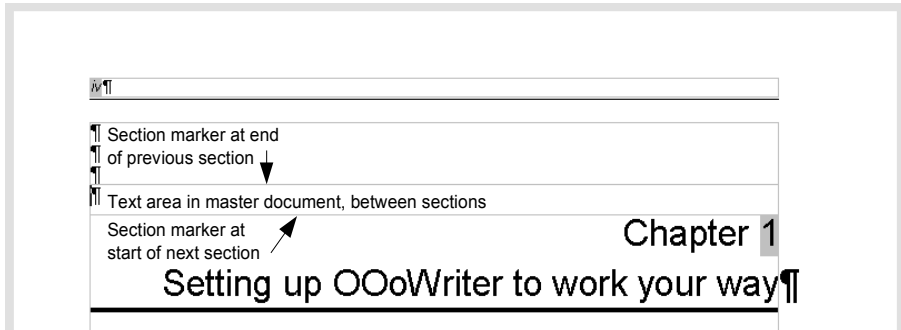 iv¶
¶ Section marker at end
¶ of previous section
¶
¶ Text area in master document, between sections
Section marker at
start of next section
Chapter 1
Setting up OOoWriter to work your way¶